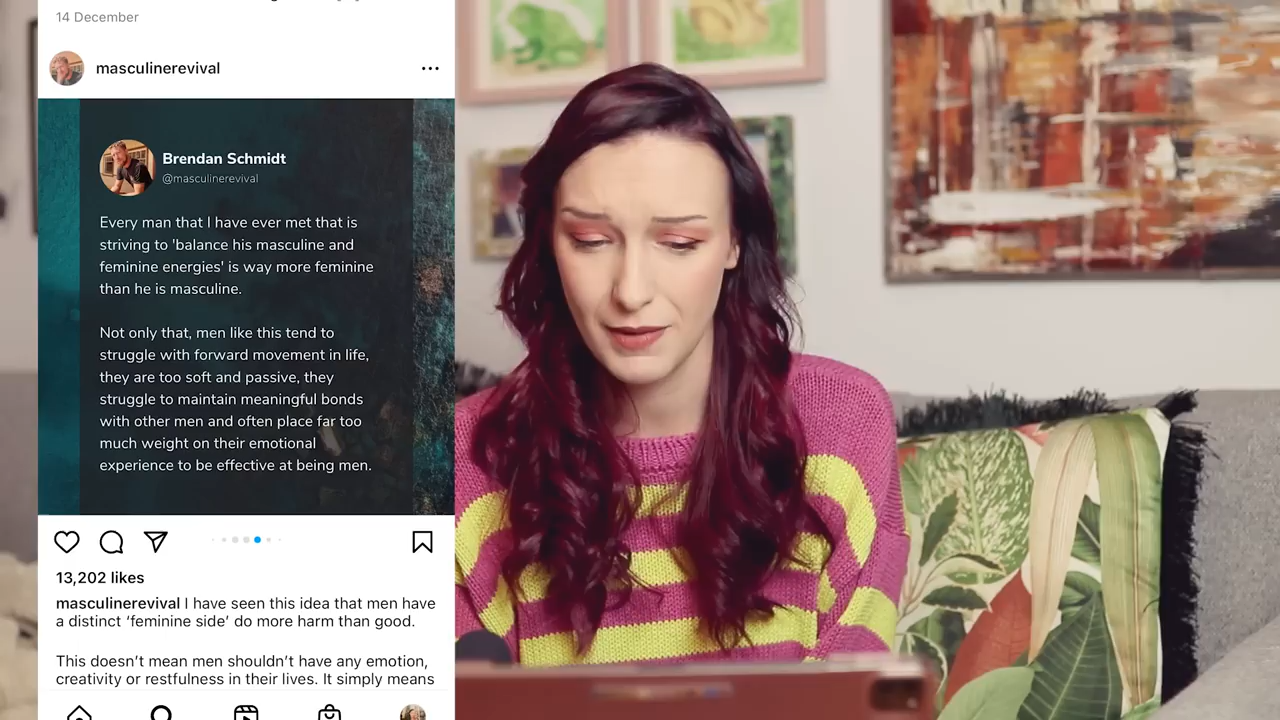 14 December
masculinerevival
Brendan Schmidt
@masculinerevival
Every man that I have ever met that is
striving to 'balance his masculine and
feminine energies' is way more feminine
than he is masculine.
Not only that, men like this tend to
struggle with forward movement in life,
they are too soft and passive, they
struggle to maintain meaningful bonds
with other men and often place far too
much weight on their emotional
experience to be effective at being men.
13,202 likes
masculinerevival I have seen this idea that men have
a distinct ‘feminine side’ do more harm than good.
This doesn’t mean men shouldn’t have any emotion,
creativity or restfulness in their lives. It simply means